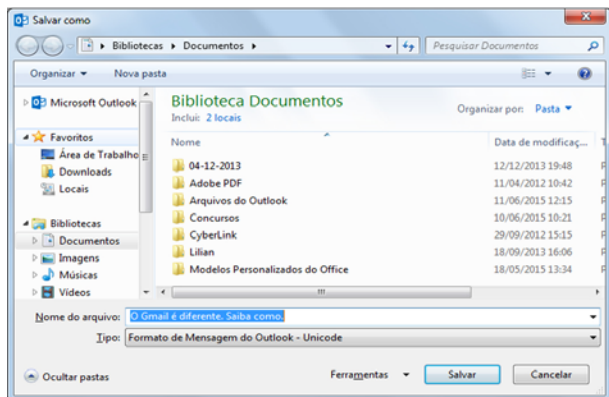 Salvar como
Bibliotecas ▸ Documentos ▸
Pesquisar Documentos
Organizar
Nova pasta
Microsoft Outlook
Favoritos
Área de Trabalho
Downloads
Locais
Bibliotecas
Documentos
Imagens
Músicas
Vídeos
Biblioteca Documentos
Inclui: 2 locais
Organizar por: Pasta
Nome Data de modificaç... T
04-12-2013 12/12/2013 19:48 P
Adobe PDF 11/04/2012 10:42 P
Arquivos do Outlook 11/06/2015 12:15 P
Concursos 10/06/2015 10:21 P
CyberLink 29/09/2012 15:15 P
Lilian 18/09/2013 16:06 P
Modelos Personalizados do Office 18/05/2015 13:34 P
Nome do arquivo: O Gmail é diferente. Saiba como.
Tipo: Formato de Mensagem do Outlook - Unicode
Ocultar pastas
Ferramentas
Salvar
Cancelar